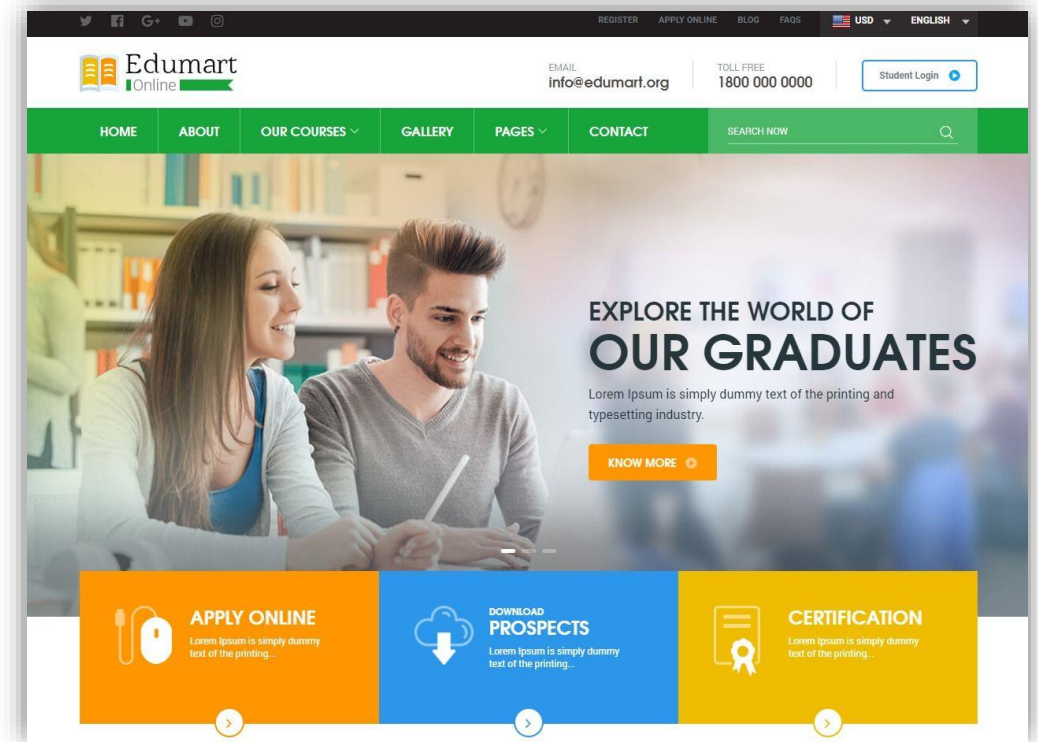 REGISTER APPLY ONLINE BLOG FAQS USD ENGLISH
Edumart
Online
EMAIL
info@edumart.org
TOLL FREE
1800 000 0000
Student Login
HOME ABOUT OUR COURSES GALLERY PAGES CONTACT SEARCH NOW
EXPLORE THE WORLD OF
OUR GRADUATES
Lorem Ipsum is simply dummy text of the printing and
typesetting industry.
KNOW MORE
APPLY ONLINE
Lorem Ipsum is simply dummy
text of the printing...
DOWNLOAD
PROSPECTS
Lorem Ipsum is simply dummy
text of the printing...
CERTIFICATION
Lorem Ipsum is simply dummy
text of the printing...